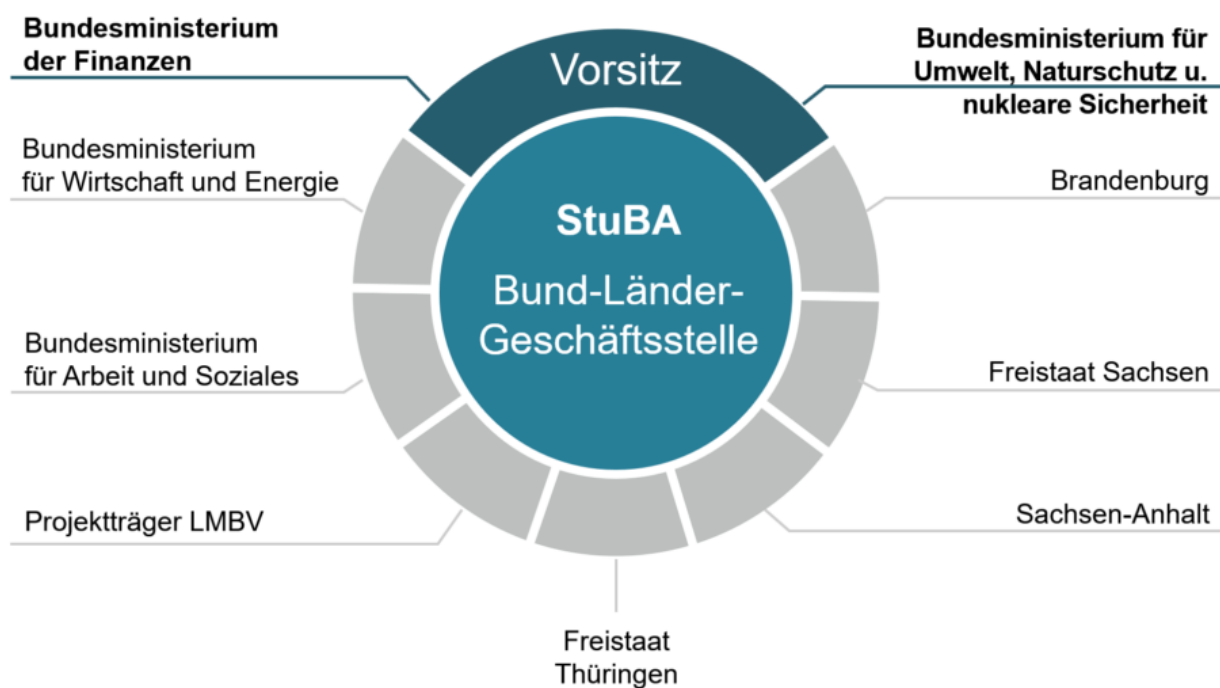 Bundesministerium
der Finanzen
Vorsitz
Bundesministerium für
Umwelt, Naturschutz u.
nukleare Sicherheit
Bundesministerium
für Wirtschaft und Energie
Brandenburg
StuBA
Bund-Länder-
Geschäftsstelle
Bundesministerium
für Arbeit und Soziales
Freistaat Sachsen
Projektträger LMBV
Sachsen-Anhalt
Freistaat
Thüringen